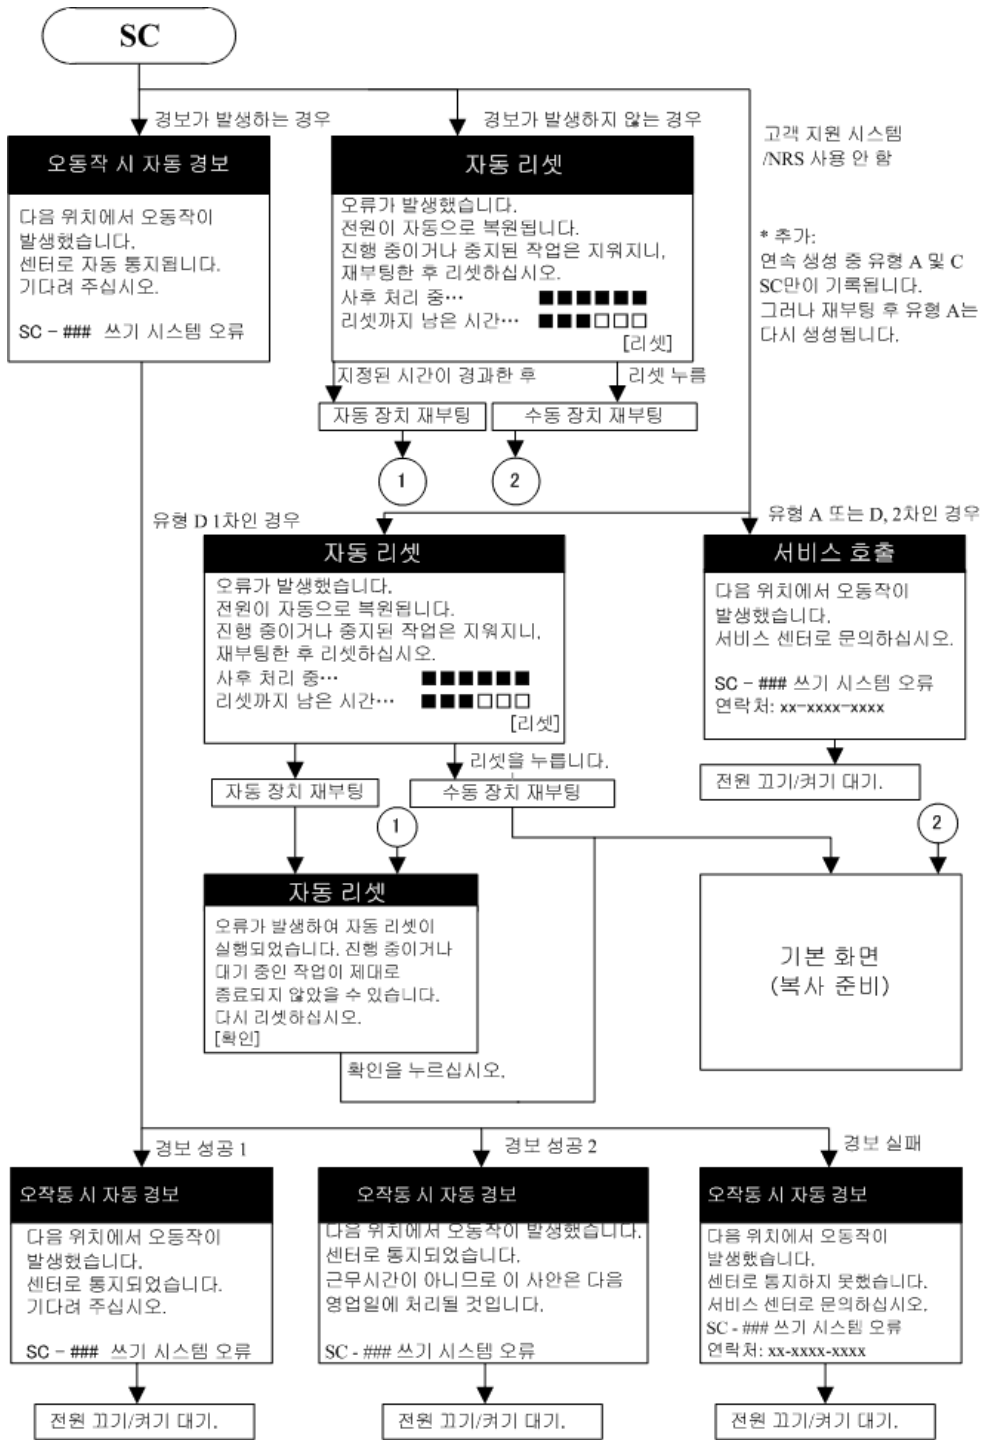 SC
경보가 발생하는 경우
경보가 발생하지 않는 경우
고객 지원 시스템
/NRS 사용 안 함
오동작 시 자동 경보
다음 위치에서 오동작이
발생했습니다.
센터로 자동 통지됩니다.
기다려 주십시오.
SC - ### 쓰기 시스템 오류
자동 리셋
오류가 발생했습니다.
전원이 자동으로 복원됩니다.
진행 중이거나 중지된 작업은 지워지니,
재부팅한 후 리셋하십시오.
사후 처리 중… ■■■■■■
리셋까지 남은 시간… ■■■□□□
[리셋]
* 추가:
연속 생성 중 유형 A 및 C
SC만이 기록됩니다.
그러나 재부팅 후 유형 A는
다시 생성됩니다.
지정된 시간이 경과한 후
리셋 누름
자동 장치 재부팅
수동 장치 재부팅
1
2
유형 D 1차인 경우
유형 A 또는 D, 2차인 경우
자동 리셋
오류가 발생했습니다.
전원이 자동으로 복원됩니다.
진행 중이거나 중지된 작업은 지워지니,
재부팅한 후 리셋하십시오.
사후 처리 중… ■■■■■■
리셋까지 남은 시간… ■■■□□□
[리셋]
서비스 호출
다음 위치에서 오동작이
발생했습니다.
서비스 센터로 문의하십시오.
SC - ### 쓰기 시스템 오류
연락처: xx-xxxx-xxxx
리셋을 누릅니다.
자동 장치 재부팅
수동 장치 재부팅
전원 끄기/켜기 대기.
1
2
자동 리셋
오류가 발생하여 자동 리셋이
실행되었습니다. 진행 중이거나
대기 중인 작업이 제대로
종료되지 않았을 수 있습니다.
다시 리셋하십시오.
[확인]
기본 화면
(복사 준비)
확인을 누르십시오.
경보 성공 1
경보 성공 2
경보 실패
오작동 시 자동 경보
다음 위치에서 오동작이
발생했습니다.
센터로 통지되었습니다.
기다려 주십시오.
SC - ### 쓰기 시스템 오류
오작동 시 자동 경보
다음 위치에서 오동작이 발생했습니다.
센터로 통지되었습니다.
근무시간이 아니므로 이 사안은 다음
영업일에 처리될 것입니다.
SC - ### 쓰기 시스템 오류
오작동 시 자동 경보
다음 위치에서 오동작이
발생했습니다.
센터로 통지하지 못했습니다.
서비스 센터로 문의하십시오.
SC - ### 쓰기 시스템 오류
연락처: xx-xxxx-xxxx
전원 끄기/켜기 대기.
전원 끄기/켜기 대기.
전원 끄기/켜기 대기.